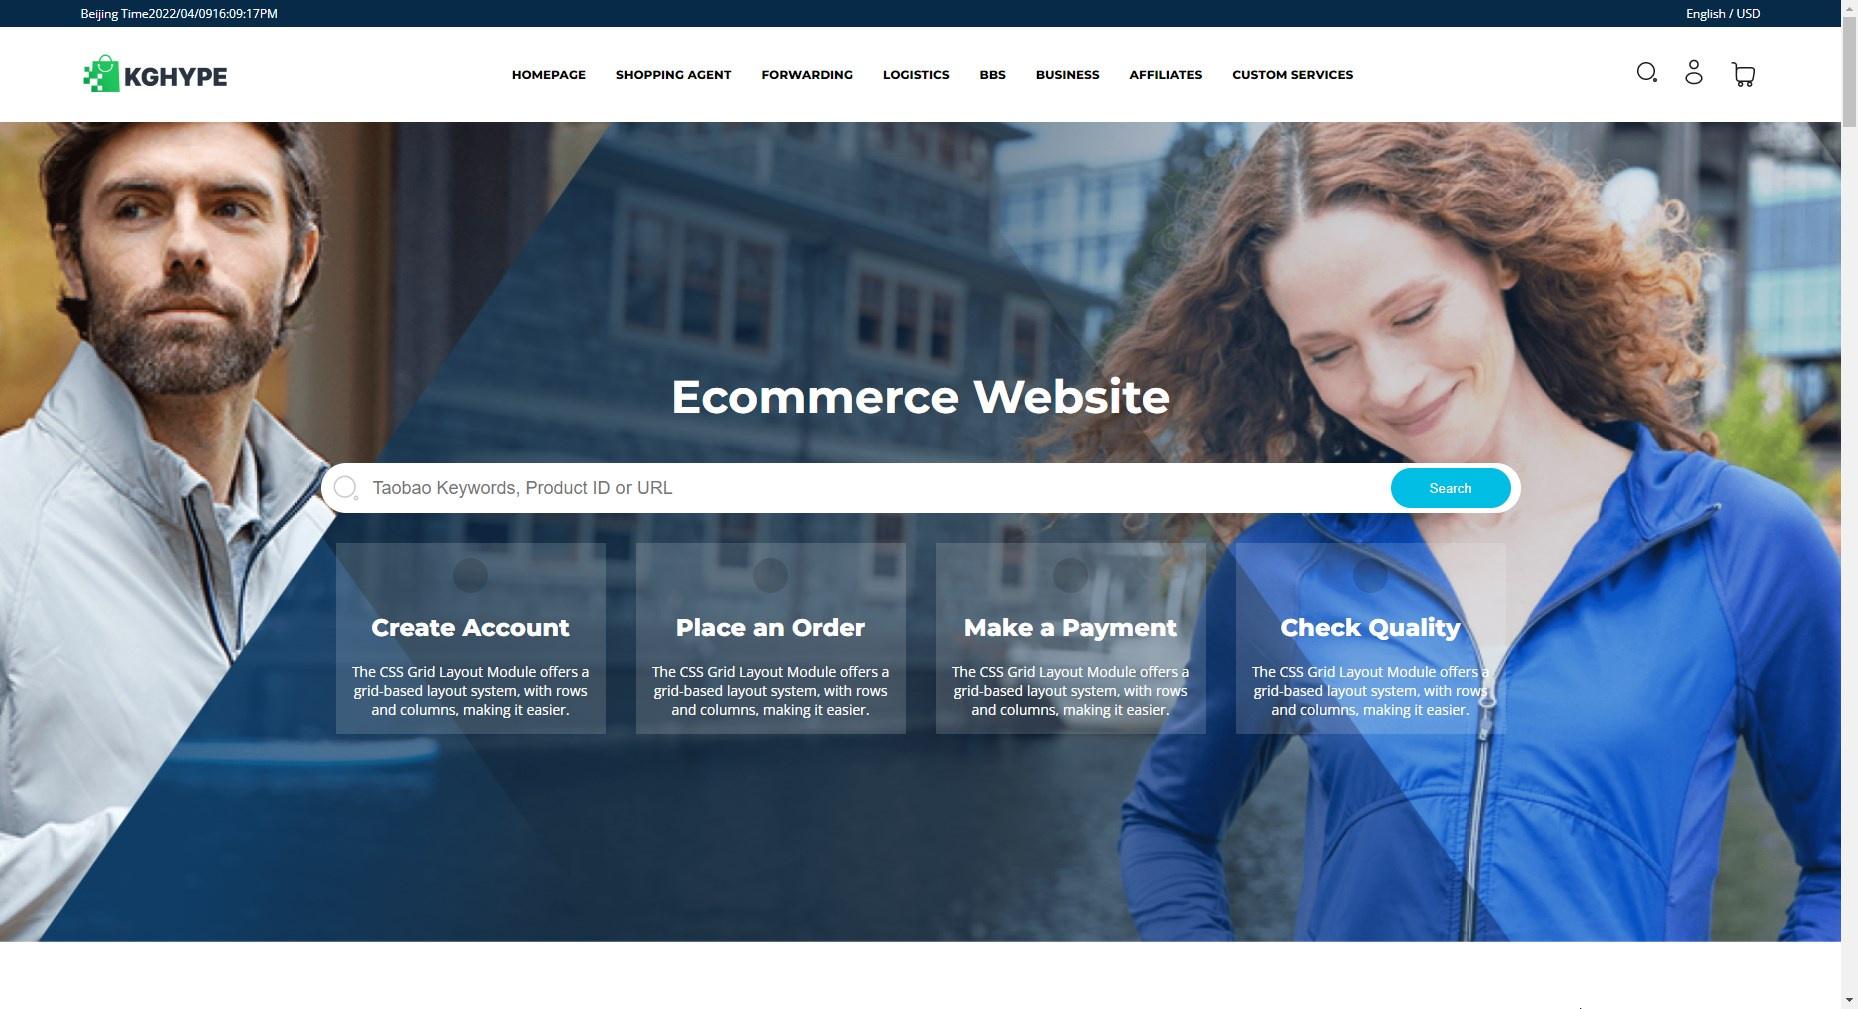 Beijing Time2022/04/0916:09:17PM
English / USD
KGHYPE
HOMEPAGE SHOPPING AGENT FORWARDING LOGISTICS BBS BUSINESS AFFILIATES CUSTOM SERVICES
Ecommerce Website
Taobao Keywords, Product ID or URL
Search
Create Account
The CSS Grid Layout Module offers a
grid-based layout system, with rows
and columns, making it easier.
Place an Order
The CSS Grid Layout Module offers a
grid-based layout system, with rows
and columns, making it easier.
Make a Payment
The CSS Grid Layout Module offers a
grid-based layout system, with rows
and columns, making it easier.
Check Quality
The CSS Grid Layout Module offers a
grid-based layout system, with rows
and columns, making it easier.